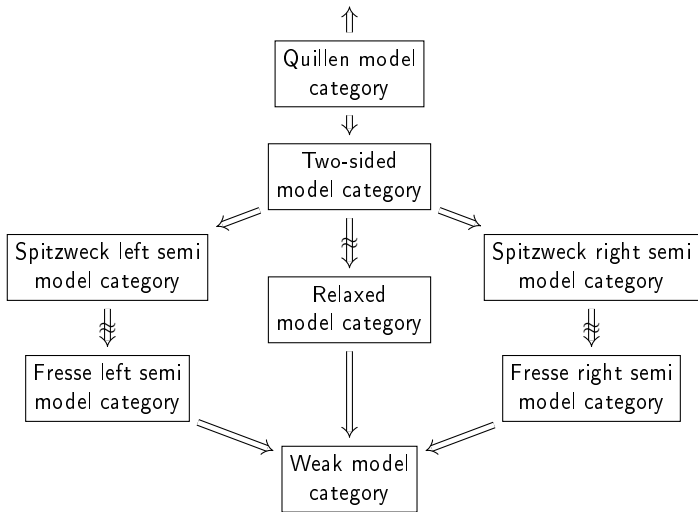 Quillen model
category
Two-sided
model category
Spitzweck left semi
model category
Spitzweck right semi
model category
Relaxed
model category
Fresse left semi
model category
Fresse right semi
model category
Weak model
category